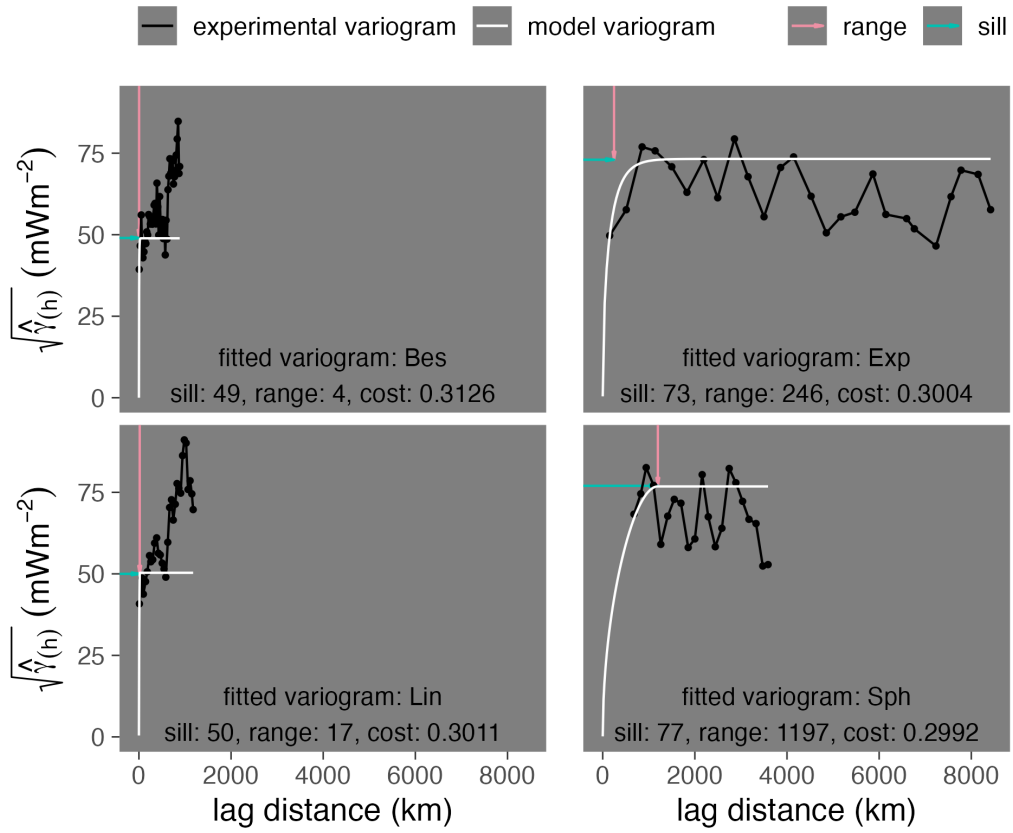 experimental variogram model variogram range sill
√γ̂(h) (mWm⁻²)
75
50
25
0
fitted variogram: Bes
sill: 49, range: 4, cost: 0.3126
fitted variogram: Exp
sill: 73, range: 246, cost: 0.3004
√γ̂(h) (mWm⁻²)
75
50
25
0
fitted variogram: Lin
sill: 50, range: 17, cost: 0.3011
fitted variogram: Sph
sill: 77, range: 1197, cost: 0.2992
0 2000 4000 6000 8000 0 2000 4000 6000 8000
lag distance (km) lag distance (km)